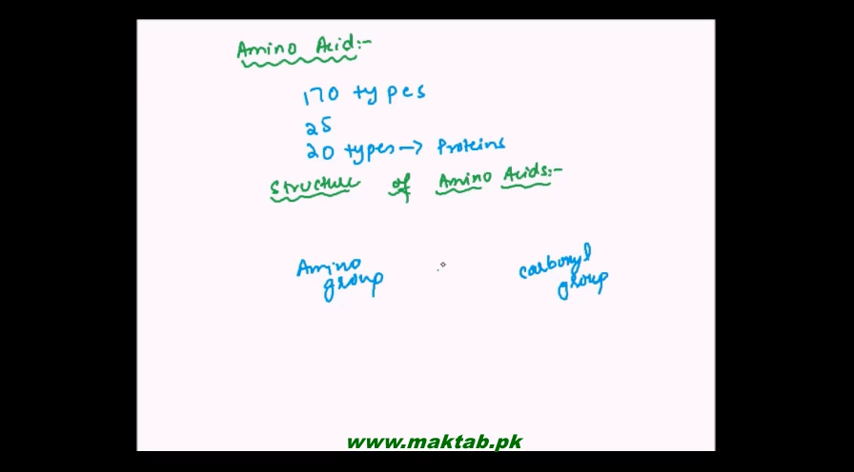 Amino Acid:-
170 types
25
20 types → Proteins
Structure of Amino Acids:-
Amino
group
carbonyl
group
www.maktab.pk